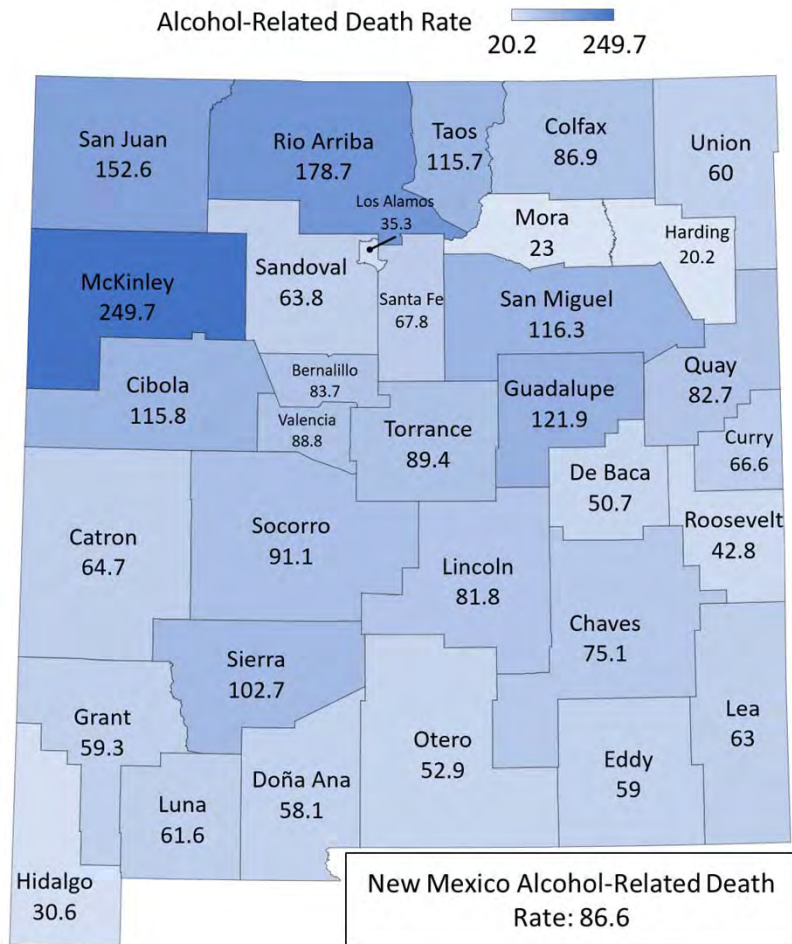 Alcohol-Related Death Rate
20.2 249.7
San Juan
152.6
Rio Arriba
178.7
Taos
115.7
Colfax
86.9
Union
60
Los Alamos
35.3
Mora
23
Harding
20.2
McKinley
249.7
Sandoval
63.8
Santa Fe
67.8
San Miguel
116.3
Cibola
115.8
Bernalillo
83.7
Valencia
88.8
Torrance
89.4
Guadalupe
121.9
Quay
82.7
Curry
66.6
De Baca
50.7
Roosevelt
42.8
Catron
64.7
Socorro
91.1
Lincoln
81.8
Chaves
75.1
Sierra
102.7
Grant
59.3
Otero
52.9
Lea
63
Eddy
59
Doña Ana
58.1
Luna
61.6
Hidalgo
30.6
New Mexico Alcohol-Related Death
Rate: 86.6